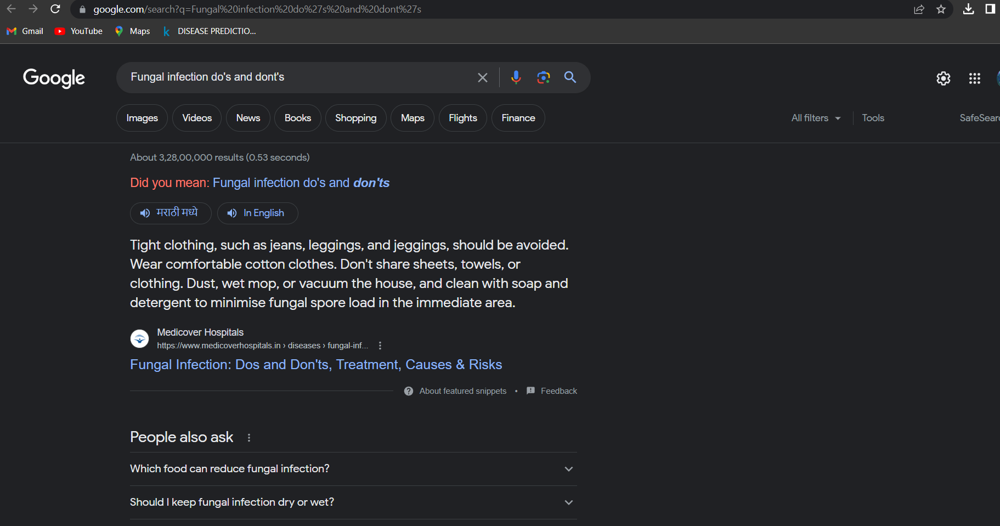 google.com/search?q=Fungal%20infection%20do%27s%20and%20dont%27s
Gmail YouTube Maps k DISEASE PREDICTIO...
Google Fungal infection do's and dont's
Images Videos News Books Shopping Maps Flights Finance All filters Tools SafeSear
About 3,28,00,000 results (0.53 seconds)
Did you mean: Fungal infection do's and don'ts
मराठी मध्ये In English
Tight clothing, such as jeans, leggings, and jeggings, should be avoided.
Wear comfortable cotton clothes. Don't share sheets, towels, or
clothing. Dust, wet mop, or vacuum the house, and clean with soap and
detergent to minimise fungal spore load in the immediate area.
Medicover Hospitals
https://www.medicoverhospitals.in › diseases › fungal-inf...
Fungal Infection: Dos and Don'ts, Treatment, Causes & Risks
About featured snippets • Feedback
People also ask
Which food can reduce fungal infection?
Should I keep fungal infection dry or wet?